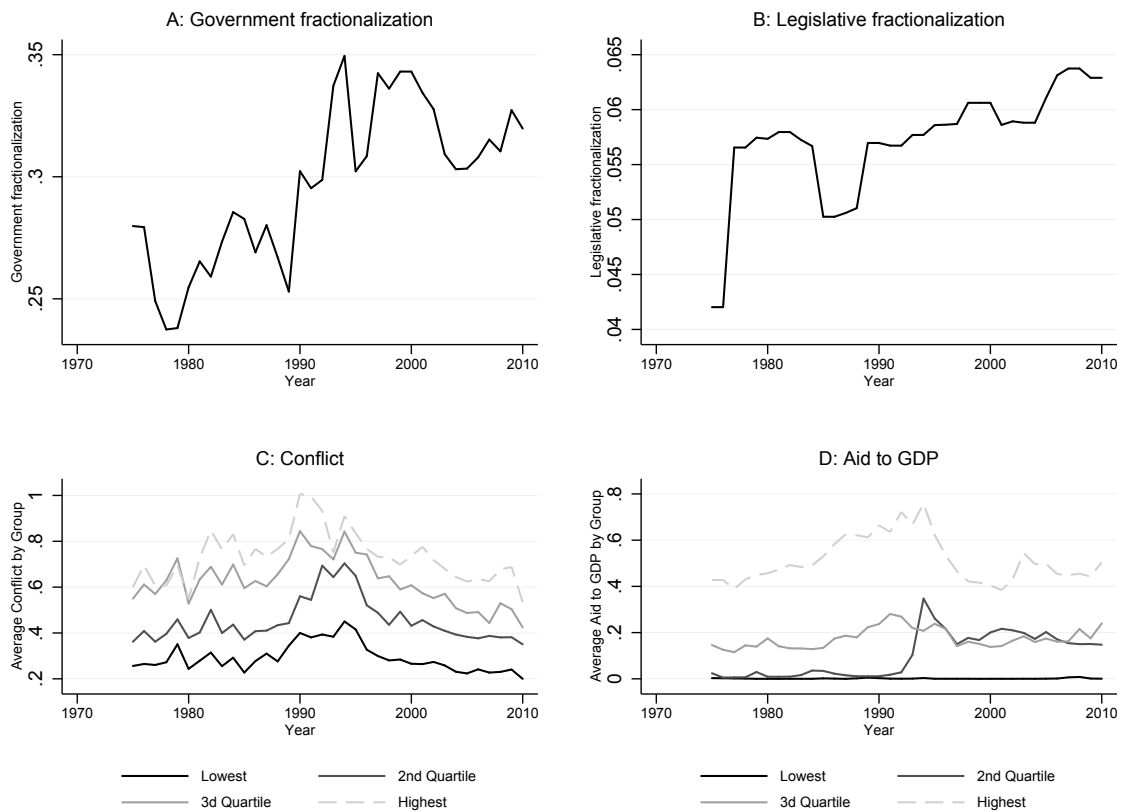 A: Government fractionalization
Government fractionalization
.35
.3
.25
1970 1980 1990 2000 2010
Year
B: Legislative fractionalization
Legislative fractionalization
.065
.06
.055
.05
.045
.04
1970 1980 1990 2000 2010
Year
C: Conflict
Average Conflict by Group
1
.8
.6
.4
.2
1970 1980 1990 2000 2010
Year
Lowest 2nd Quartile
3d Quartile Highest
D: Aid to GDP
Average Aid to GDP by Group
.8
.6
.4
.2
0
1970 1980 1990 2000 2010
Year
Lowest 2nd Quartile
3d Quartile Highest